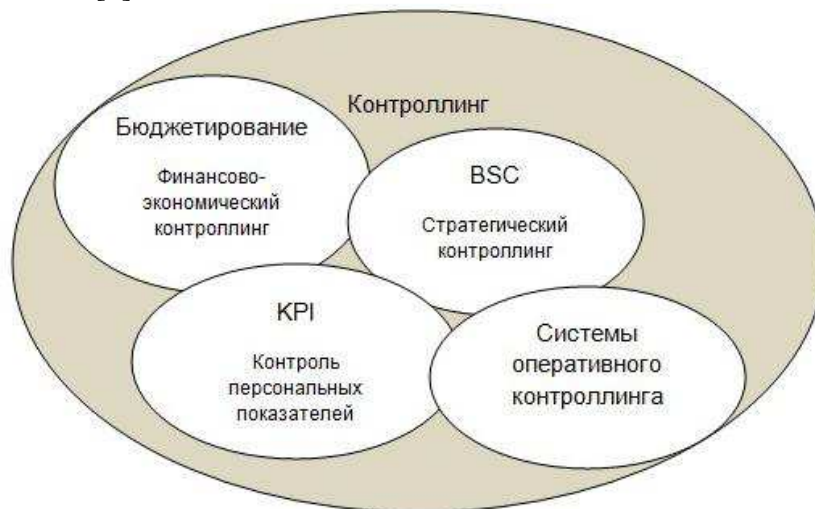 Контроллинг
Бюджетирование
Финансово-
экономический
контроллинг
BSC
Стратегический
контроллинг
KPI
Контроль
персональных
показателей
Системы
оперативного
контроллинга